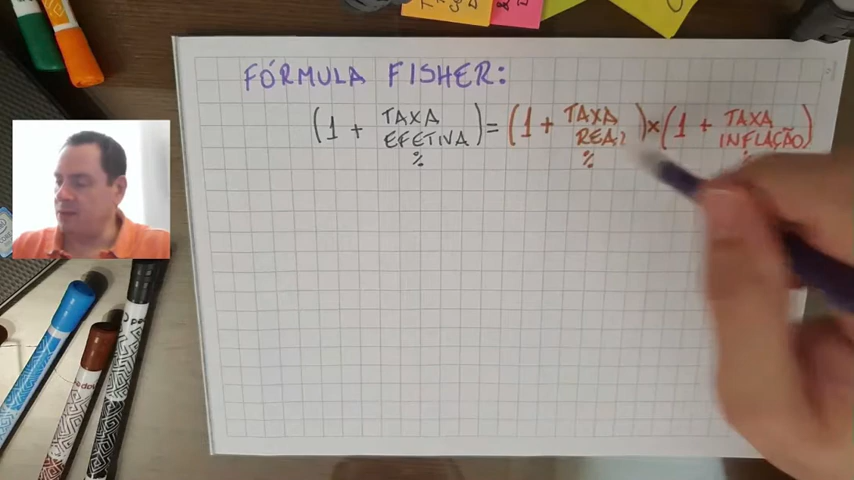 FÓRMULA FISHER:
(1 + TAXA EFETIVA %) = (1 + TAXA REAL %) × (1 + TAXA INFLAÇÃO %)